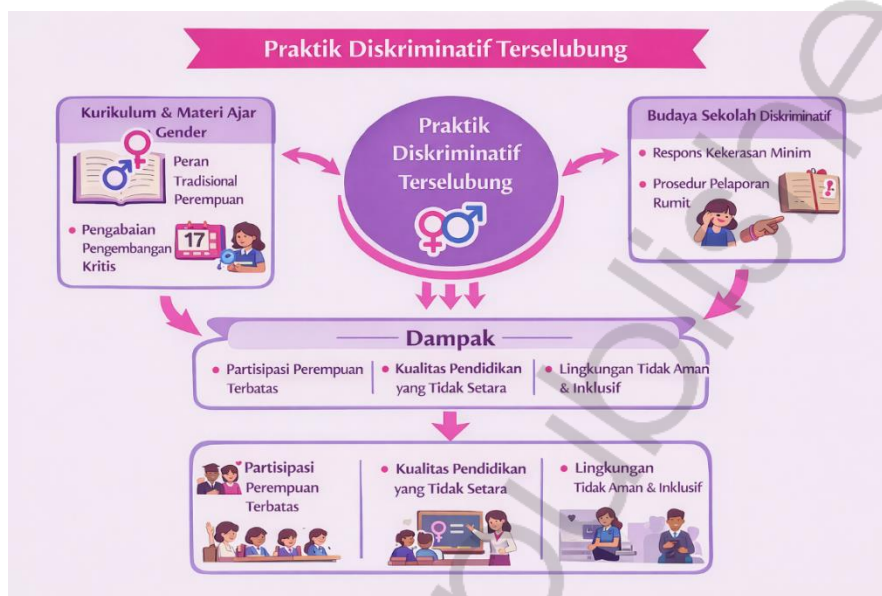 Praktik Diskriminatif Terselubung
Kurikulum & Materi Ajar
Gender
Peran
Tradisional
Perempuan
• Pengabaian
Pengembangan
Kritis
17
Praktik
Diskriminatif
Terselubung
Budaya Sekolah Diskriminatif
• Respons Kekerasan Minim
• Prosedur Pelaporan
Rumit
Dampak
• Partisipasi Perempuan
Terbatas
• Kualitas Pendidikan
yang Tidak Setara
• Lingkungan Tidak Aman
& Inklusif
• Partisipasi
Perempuan
Terbatas
• Kualitas Pendidikan
yang Tidak Setara
• Lingkungan
Tidak Aman & Inklusif
publishe